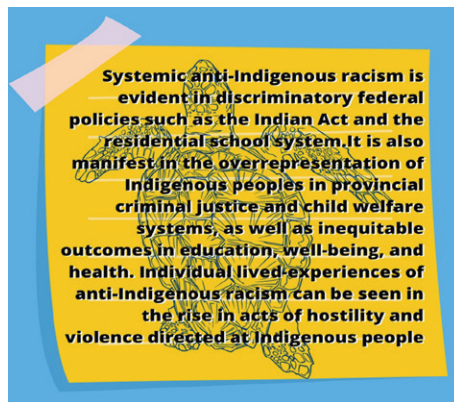 Systemic anti-Indigenous racism is
evident in discriminatory federal
policies such as the Indian Act and the
residential school system.It is also
manifest in the overrepresentation of
Indigenous peoples in provincial
criminal justice and child welfare
systems, as well as inequitable
outcomes in education, well-being, and
health. Individual lived-experiences of
anti-Indigenous racism can be seen in
the rise in acts of hostility and
violence directed at Indigenous people